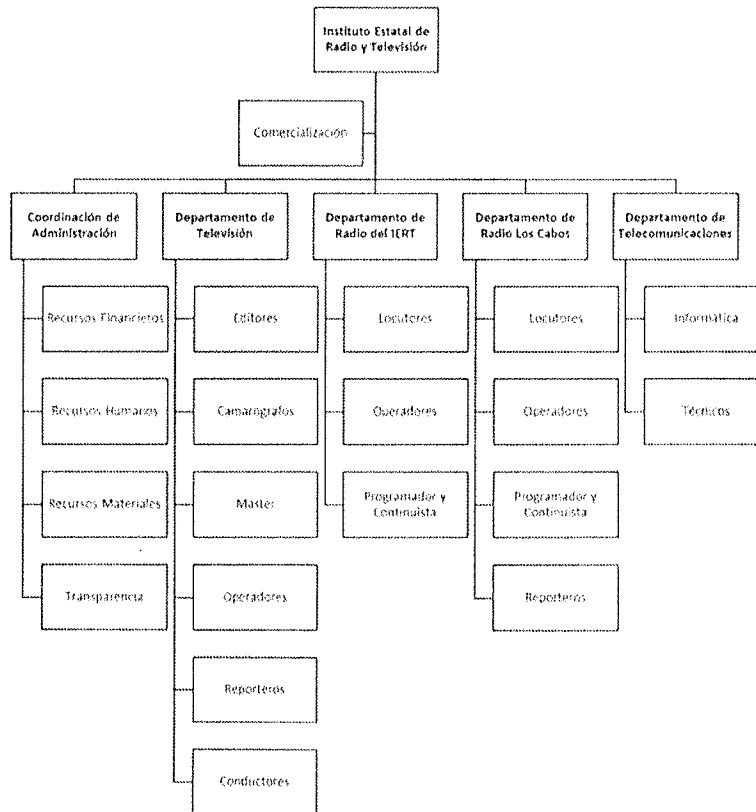 Instituto Estatal de
Radio y Televisión
Comercialización
Coordinación de
Administración
Departamento de
Televisión
Departamento de
Radio del IERT
Departamento de
Radio Los Cabos
Departamento de
Telecomunicaciones
Recursos Financieros
Editores
Locutores
Locutores
Informática
Recursos Humanos
Camarografos
Operadores
Operadores
Técnicos
Recursos Materiales
Master
Programador y
Continuista
Programador y
Continuista
Transparencia
Operadores
Reporteros
Reporteros
Conductores